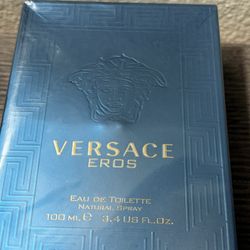 VERSACE
EROS
EAU DE TOILETTE
NATURAL SPRAY
100 ML ℮ 3.4 US FL.OZ.